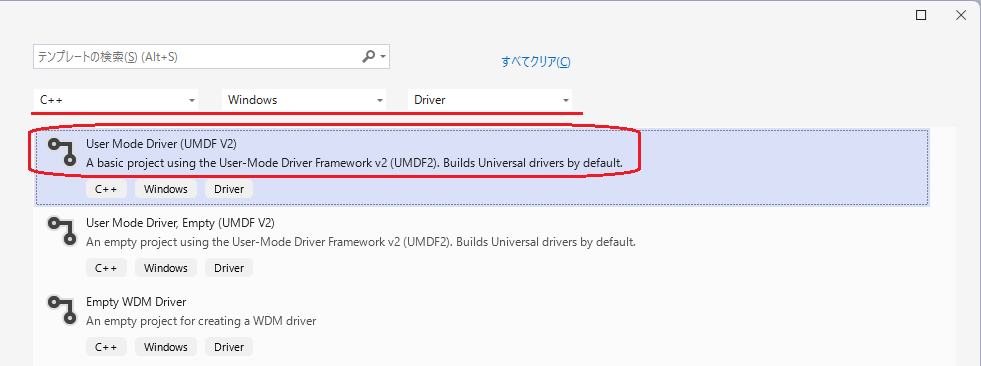 テンプレートの検索(S) (Alt+S)
すべてクリア(C)
C++ Windows Driver
User Mode Driver (UMDF V2)
A basic project using the User-Mode Driver Framework v2 (UMDF2). Builds Universal drivers by default.
C++ Windows Driver
User Mode Driver, Empty (UMDF V2)
An empty project using the User-Mode Driver Framework v2 (UMDF2). Builds Universal drivers by default.
C++ Windows Driver
Empty WDM Driver
An empty project for creating a WDM driver
C++ Windows Driver